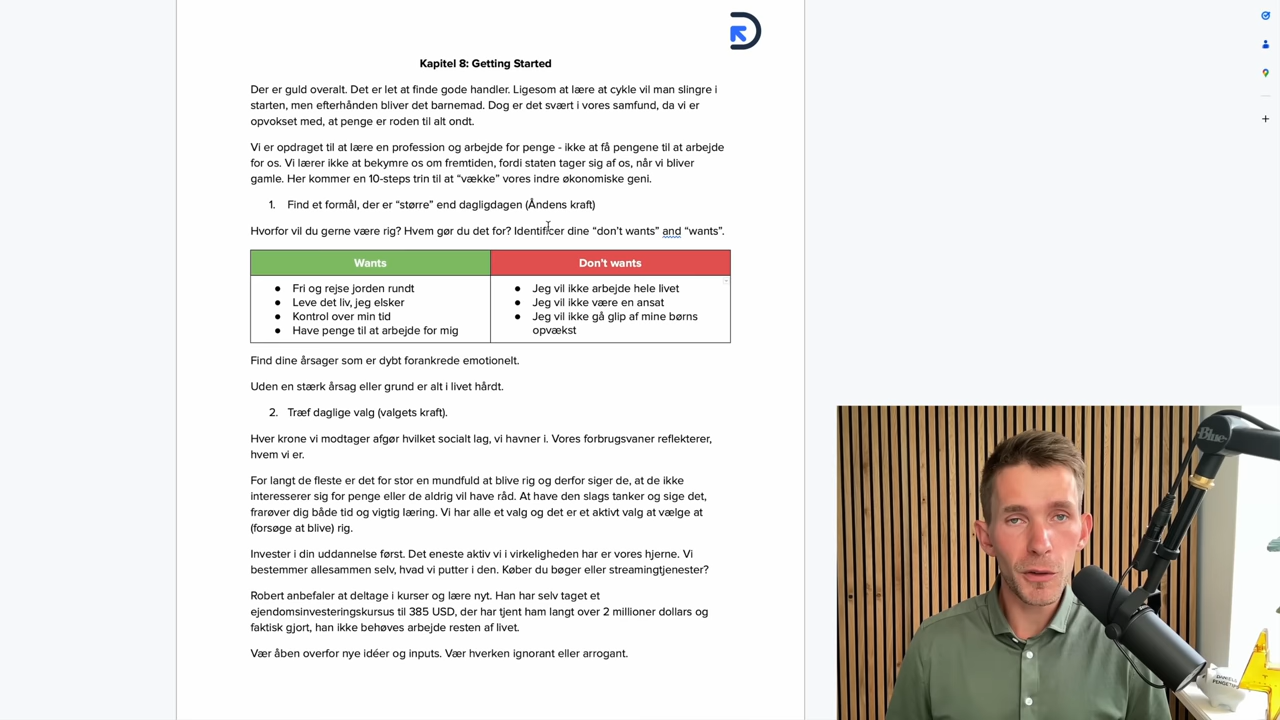 Kapitel 8: Getting Started
Der er guld overalt. Det er let at finde gode handler. Ligesom at lære at cykle vil man slingre i
starten, men efterhånden bliver det barnemad. Dog er det svært i vores samfund, da vi er
opvokset med, at penge er roden til alt ondt.
Vi er opdraget til at lære en profession og arbejde for penge - ikke at få pengene til at arbejde
for os. Vi lærer ikke at bekymre os om fremtiden, fordi staten tager sig af os, når vi bliver
gamle. Her kommer en 10-steps trin til at “vække” vores indre økonomiske geni.
1. Find et formål, der er “større” end dagligdagen (Åndens kraft)
Hvorfor vil du gerne være rig? Hvem gør du det for? Identificer dine “don’t wants” and “wants”.
Wants
Don’t wants
● Fri og rejse jorden rundt
● Leve det liv, jeg elsker
● Kontrol over min tid
● Have penge til at arbejde for mig
● Jeg vil ikke arbejde hele livet
● Jeg vil ikke være en ansat
● Jeg vil ikke gå glip af mine børns
opvækst
Find dine årsager som er dybt forankrede emotionelt.
Uden en stærk årsag eller grund er alt i livet hårdt.
2. Træf daglige valg (valgets kraft).
Hver krone vi modtager afgør hvilket socialt lag, vi havner i. Vores forbrugsvaner reflekterer,
hvem vi er.
For langt de fleste er det for stor en mundfuld at blive rig og derfor siger de, at de ikke
interesserer sig for penge eller de aldrig vil have råd. At have den slags tanker og sige det,
frarøver dig både tid og vigtig læring. Vi har alle et valg og det er et aktivt valg at vælge at
(forsøge at blive) rig.
Invester i din uddannelse først. Det eneste aktiv vi i virkeligheden har er vores hjerne. Vi
bestemmer allesammen selv, hvad vi putter i den. Køber du bøger eller streamingtjenester?
Robert anbefaler at deltage i kurser og lære nyt. Han har selv taget et
ejendomsinvesteringskursus til 385 USD, der har tjent ham langt over 2 millioner dollars og
faktisk gjort, han ikke behøves arbejde resten af livet.
Vær åben overfor nye idéer og inputs. Vær hverken ignorant eller arrogant.
Blue
DANIELS
PENGETIPS